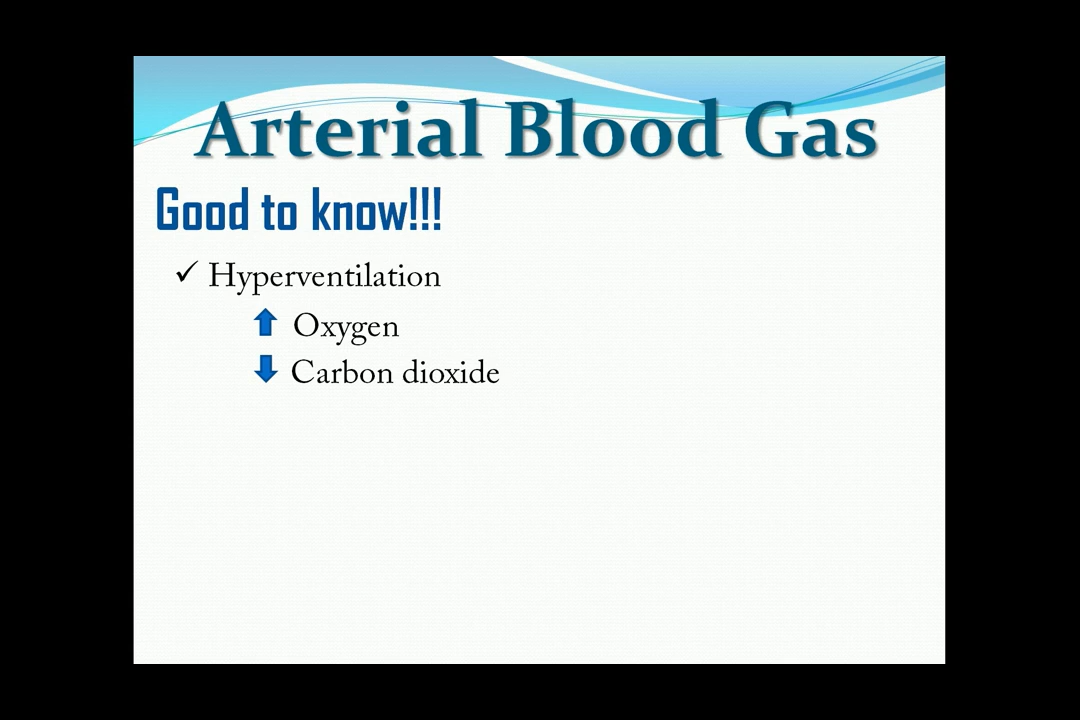 Arterial Blood Gas
Good to know!!!
✓ Hyperventilation
⬆ Oxygen
⬇ Carbon dioxide